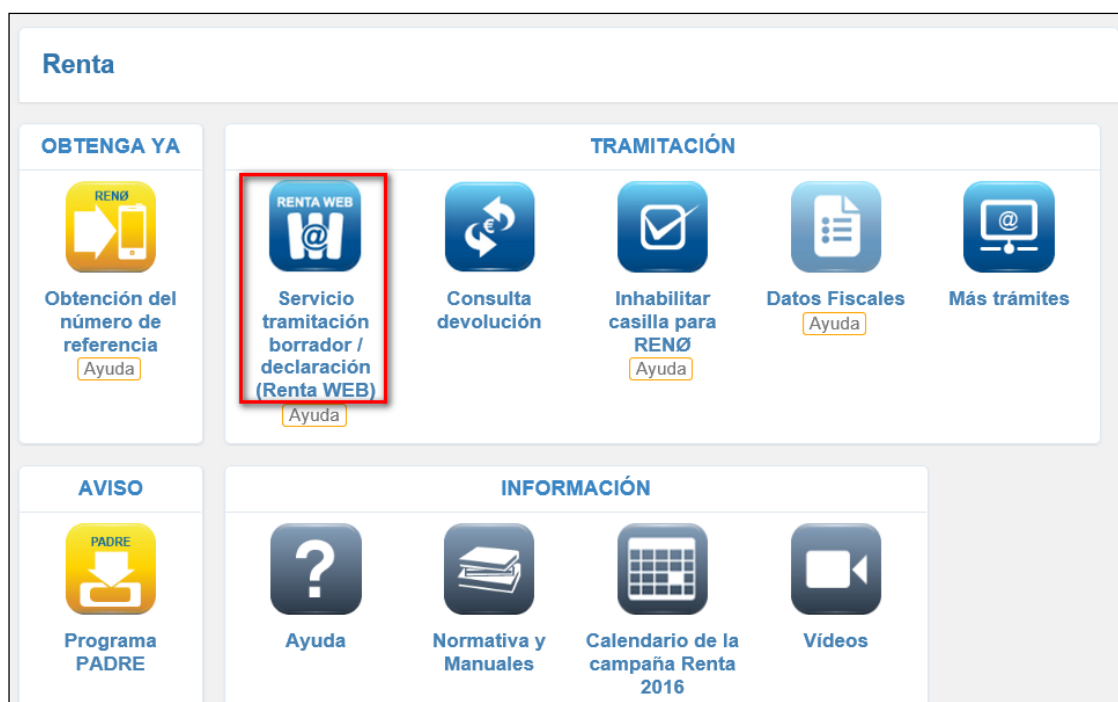 Renta
OBTENGA YA
RENØ
Obtención del
número de
referencia
Ayuda
TRAMITACIÓN
RENTA WEB
@
Servicio
tramitación
borrador /
declaración
(Renta WEB)
Ayuda
€
Consulta
devolución
Inhabilitar
casilla para
RENØ
Ayuda
Datos Fiscales
Ayuda
@
Más trámites
AVISO
PADRE
Programa
PADRE
INFORMACIÓN
?
Ayuda
Normativa y
Manuales
Calendario de la
campaña Renta
2016
Vídeos